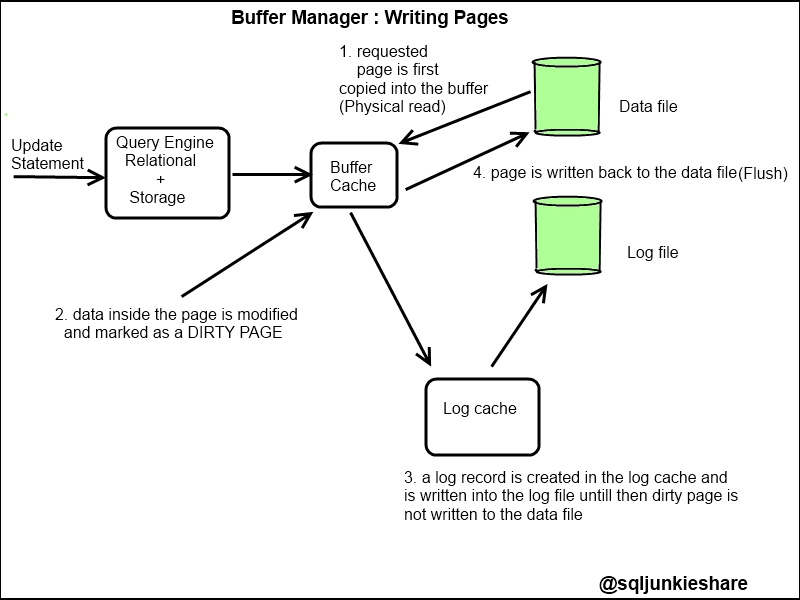 Buffer Manager : Writing Pages
1. requested
page is first
copied into the buffer
(Physical read)
Data file
Update
Statement
Query Engine
Relational
+
Storage
Buffer
Cache
4. page is written back to the data file(Flush)
Log file
2. data inside the page is modified
and marked as a DIRTY PAGE
Log cache
3. a log record is created in the log cache and
is written into the log file untill then dirty page is
not written to the data file
@sqljunkieshare